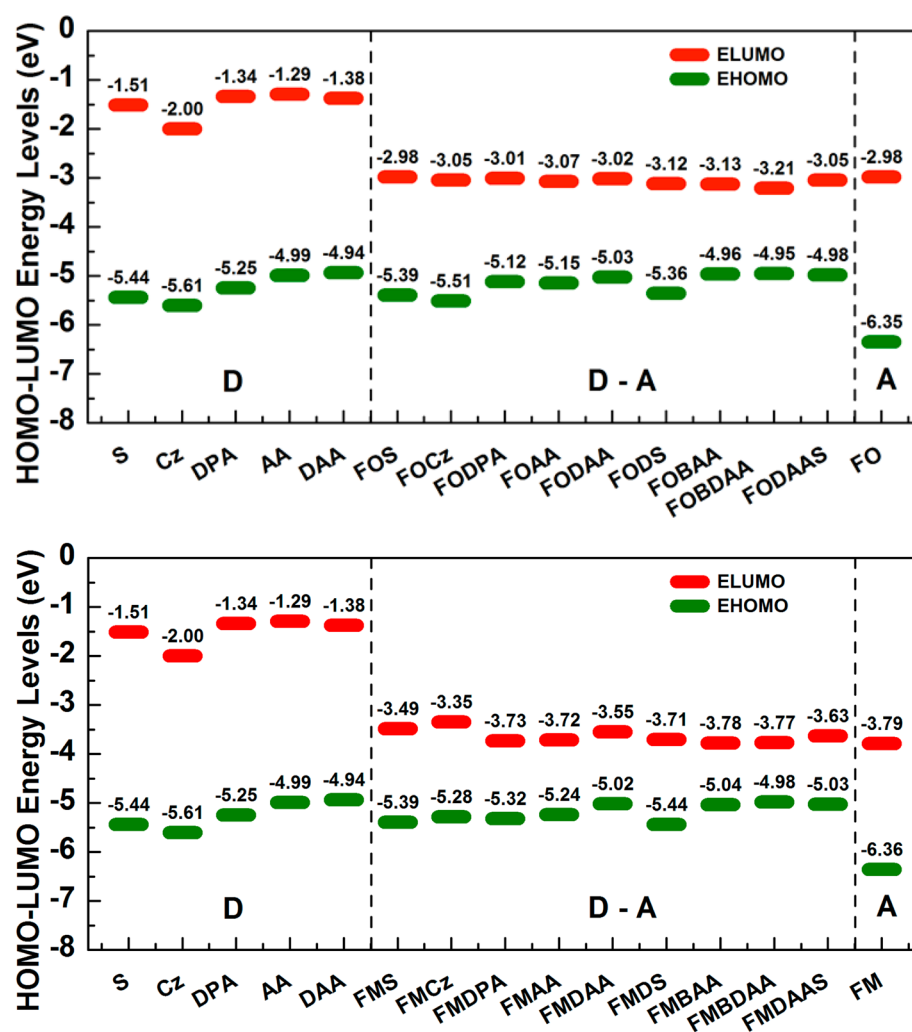 HOMO-LUMO Energy Levels (eV)
0
-1
-2
-3
-4
-5
-6
-7
-8
ELUMO
EHOMO
-1.51
-2.00
-1.34
-1.29
-1.38
-2.98
-3.05
-3.01
-3.07
-3.02
-3.12
-3.13
-3.21
-3.05
-2.98
-5.44
-5.61
-5.25
-4.99
-4.94
-5.39
-5.51
-5.12
-5.15
-5.03
-5.36
-4.96
-4.95
-4.98
-6.35
D
D - A
A
S
Cz
DPA
AA
DAA
FOS
FOCz
FODPA
FOAA
FODAA
FODS
FOBAA
FOBDAA
FODAAS
FO
HOMO-LUMO Energy Levels (eV)
0
-1
-2
-3
-4
-5
-6
-7
-8
ELUMO
EHOMO
-1.51
-2.00
-1.34
-1.29
-1.38
-3.49
-3.35
-3.73
-3.72
-3.55
-3.71
-3.78
-3.77
-3.63
-3.79
-5.44
-5.61
-5.25
-4.99
-4.94
-5.39
-5.28
-5.32
-5.24
-5.02
-5.44
-5.04
-4.98
-5.03
-6.36
D
D - A
A
S
Cz
DPA
AA
DAA
FMS
FMCz
FMDPA
FMAA
FMDAA
FMDS
FMBAA
FMBDAA
FMDAAS
FM